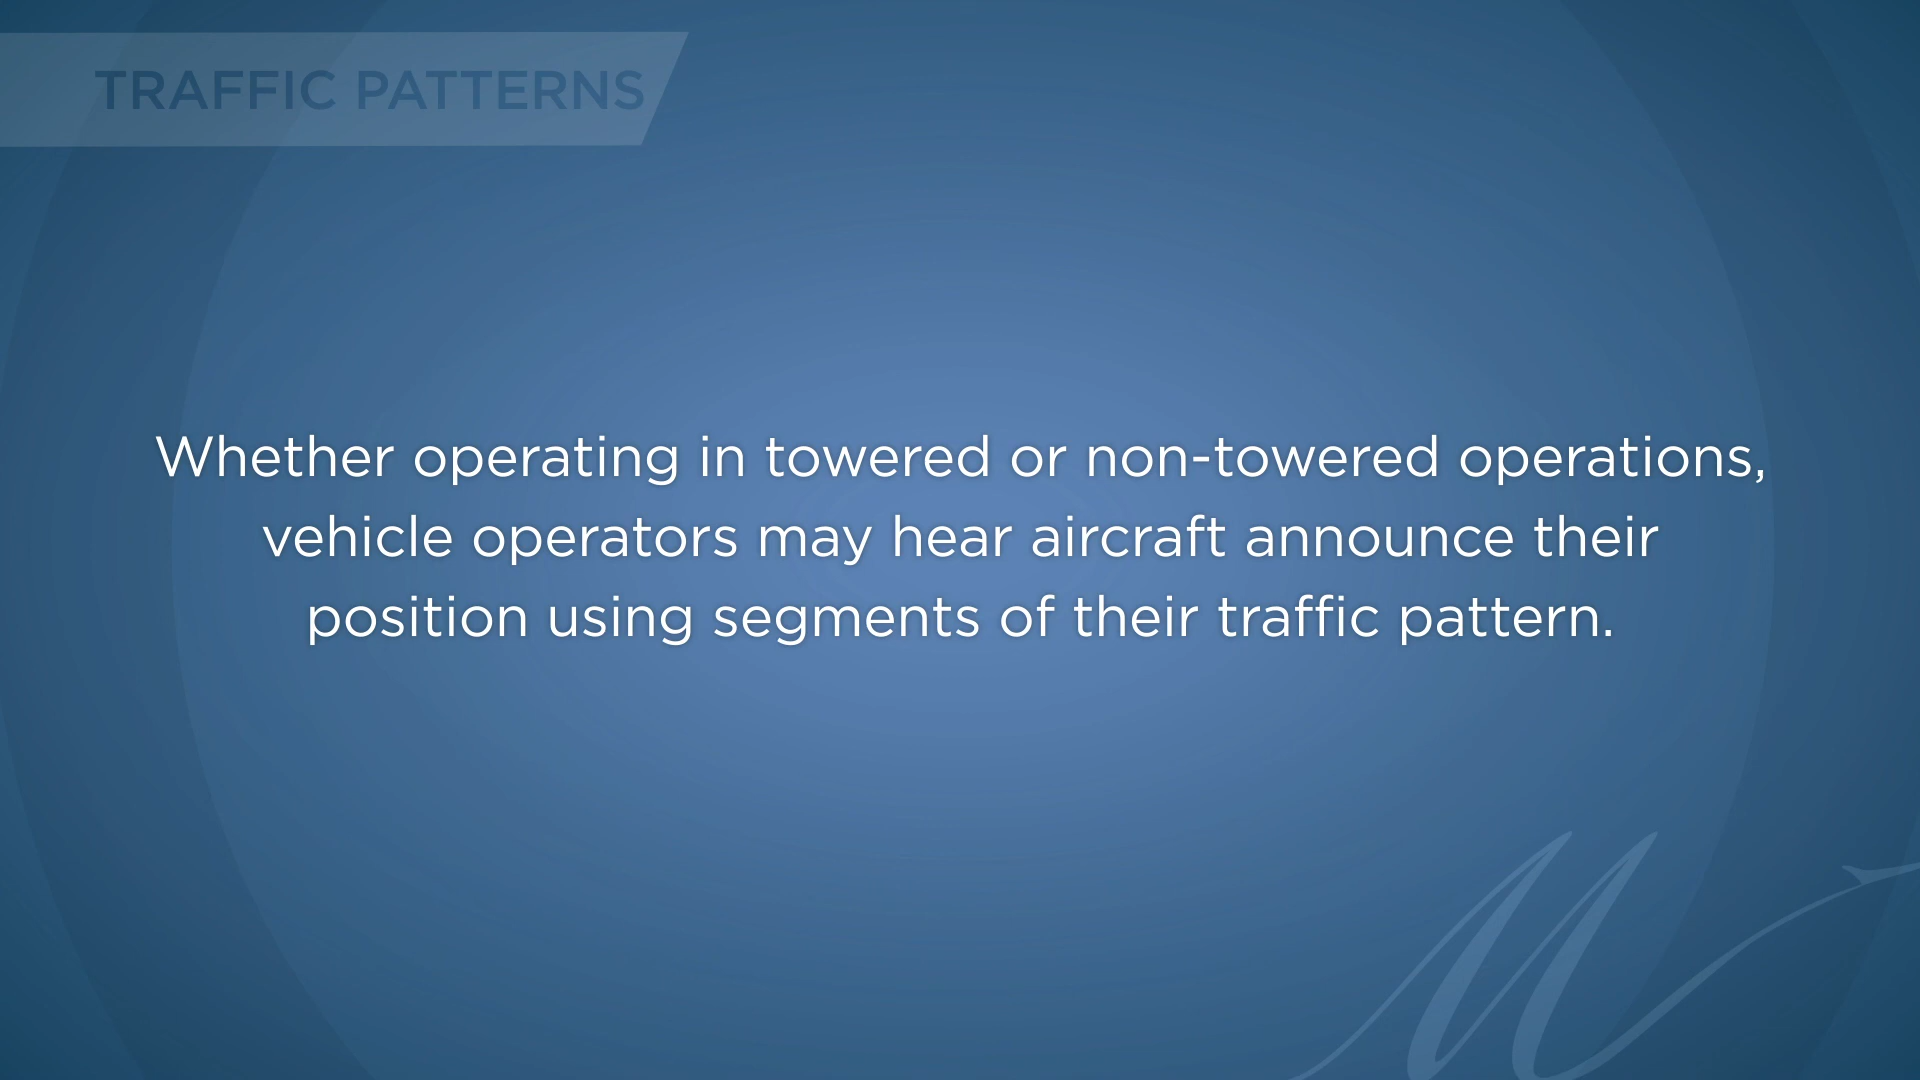 TRAFFIC PATTERNS
Whether operating in towered or non-towered operations,
vehicle operators may hear aircraft announce their
position using segments of their traffic pattern.